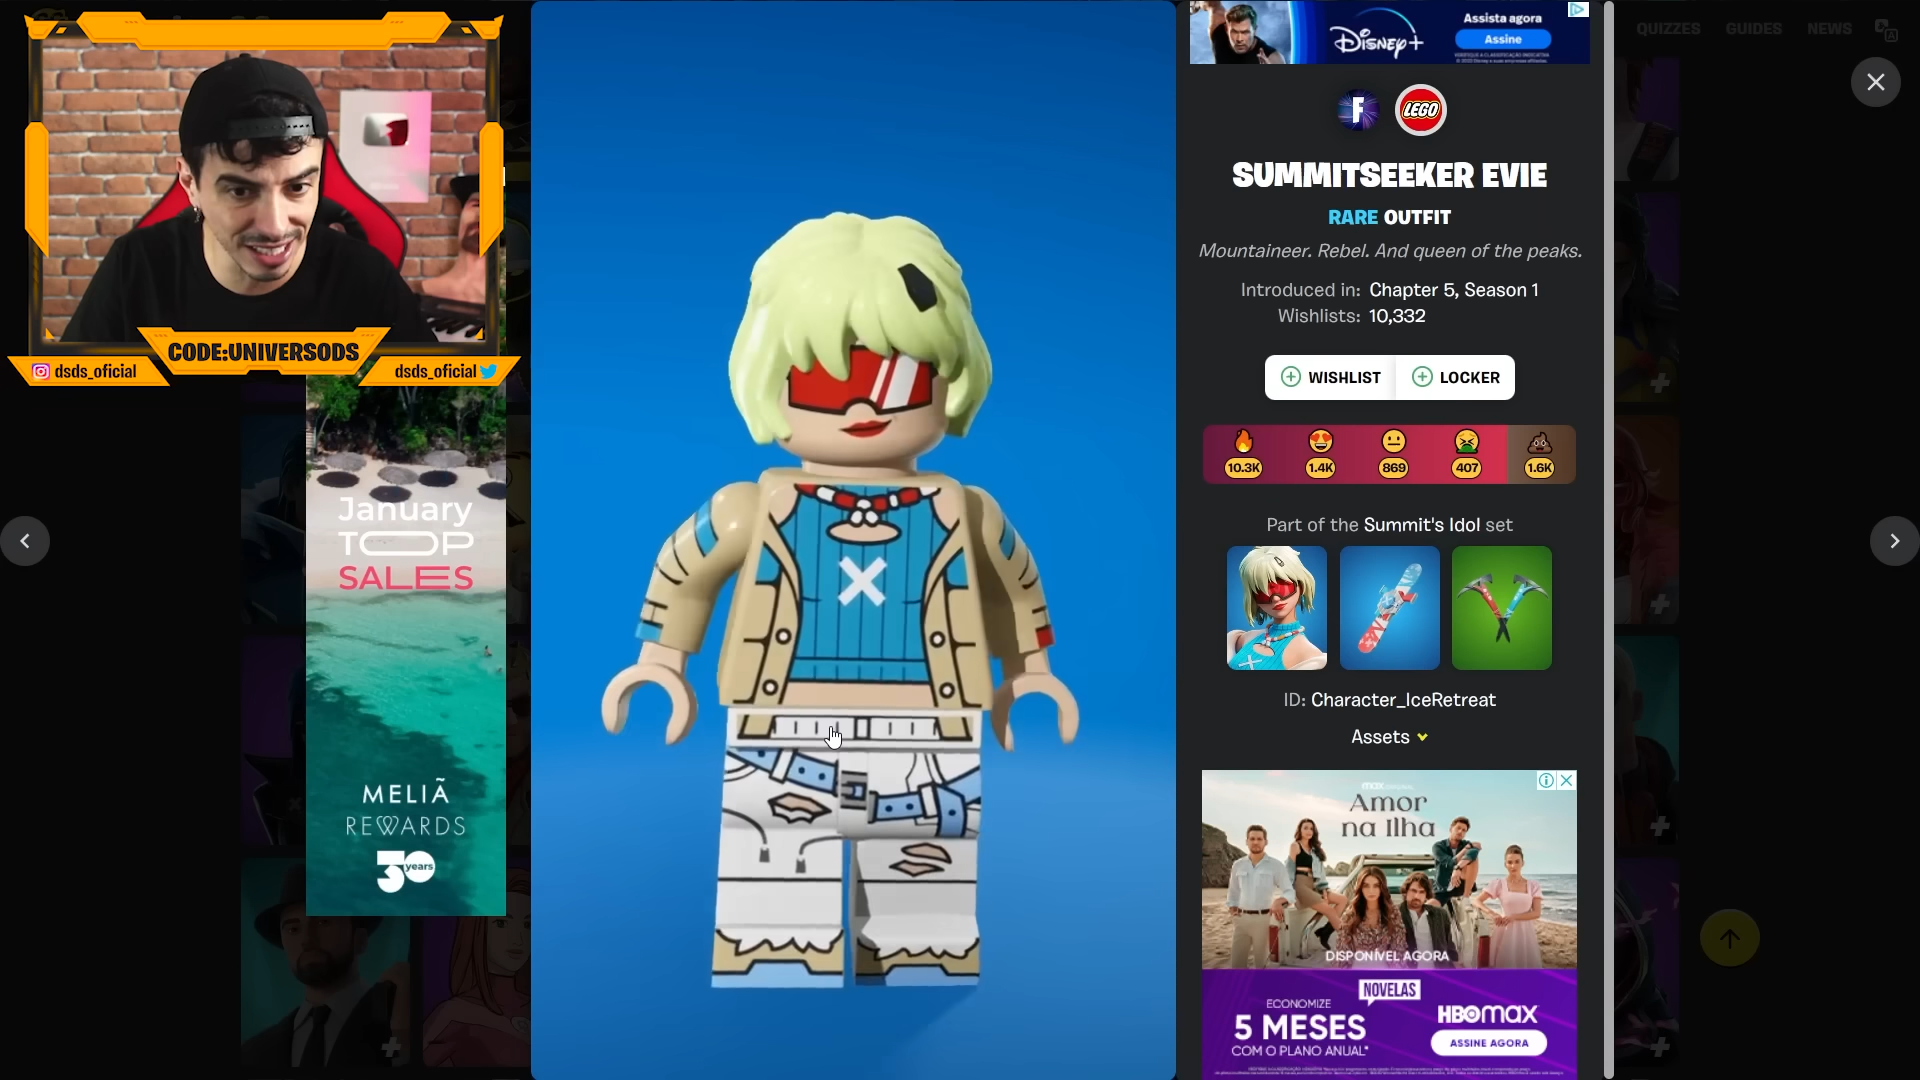 CODE:UNIVERSODS
dsds_oficial
dsds_oficial
January
TOP
SALES
MELIÃ
REWARDS
30 years
Disney+
Assista agora
Assine
QUIZZES
GUIDES
NEWS
F
LEGO
SUMMITSEEKER EVIE
RARE OUTFIT
Mountaineer. Rebel. And queen of the peaks.
Introduced in: Chapter 5, Season 1
Wishlists: 10,332
WISHLIST
LOCKER
10.3K
1.4K
869
407
1.6K
Part of the Summit's Idol set
ID: Character_IceRetreat
Assets
Amor
na Ilha
DISPONÍVEL AGORA
NOVELAS
ECONOMIZE
5 MESES
COM O PLANO ANUAL*
HBOmax
ASSINE AGORA